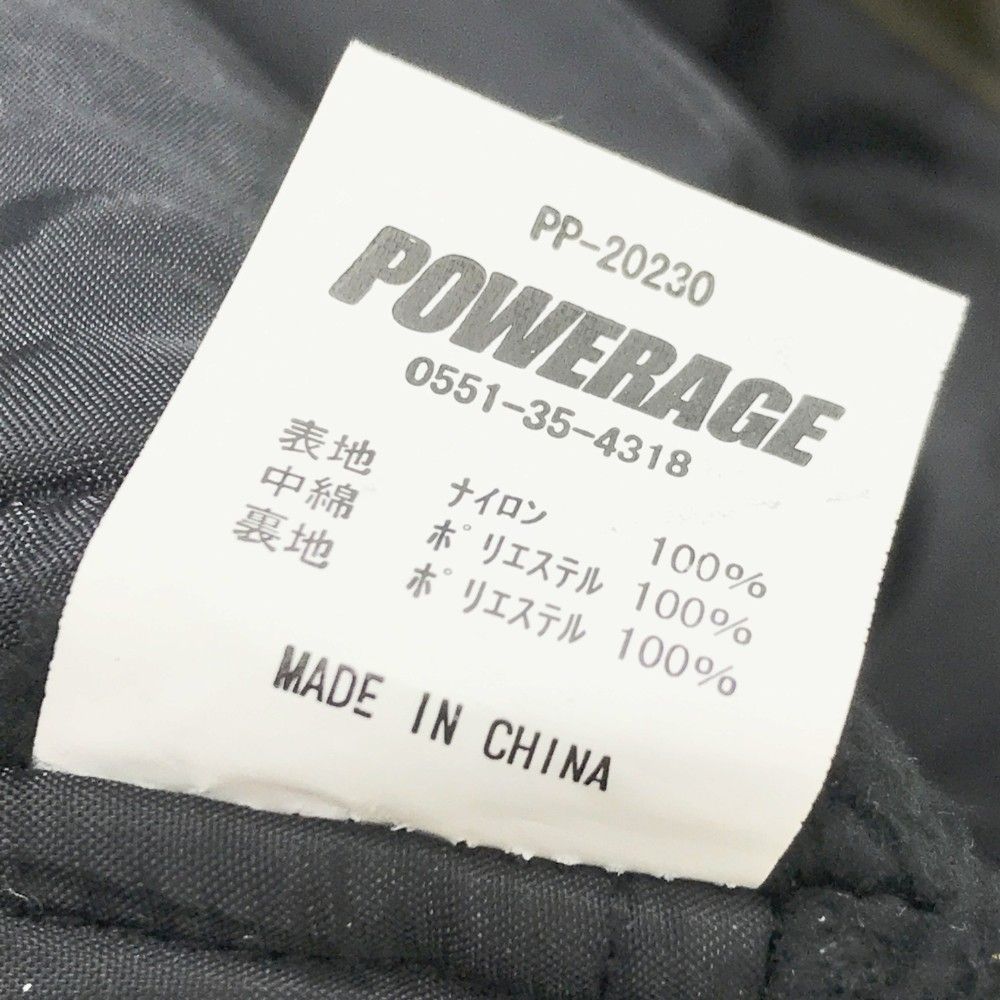 PP-20230
POWERAGE
0551-35-4318
表地 ナイロン 100%
中綿 ポリエステル 100%
裏地 ポリエステル 100%
MADE IN CHINA